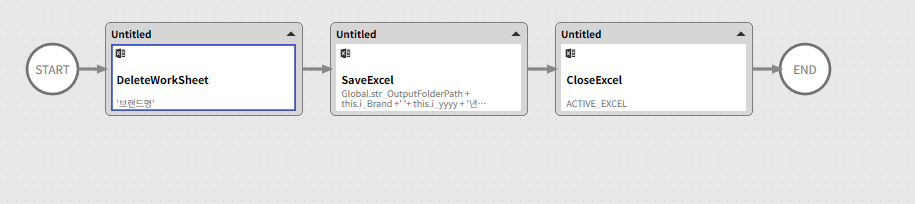 START
Untitled
DeleteWorkSheet
'브랜드명'
Untitled
SaveExcel
Global.str_OutputFolderPath +
this.i_Brand +' '+ this.i_yyyy + '년⋯
Untitled
CloseExcel
ACTIVE_EXCEL
END